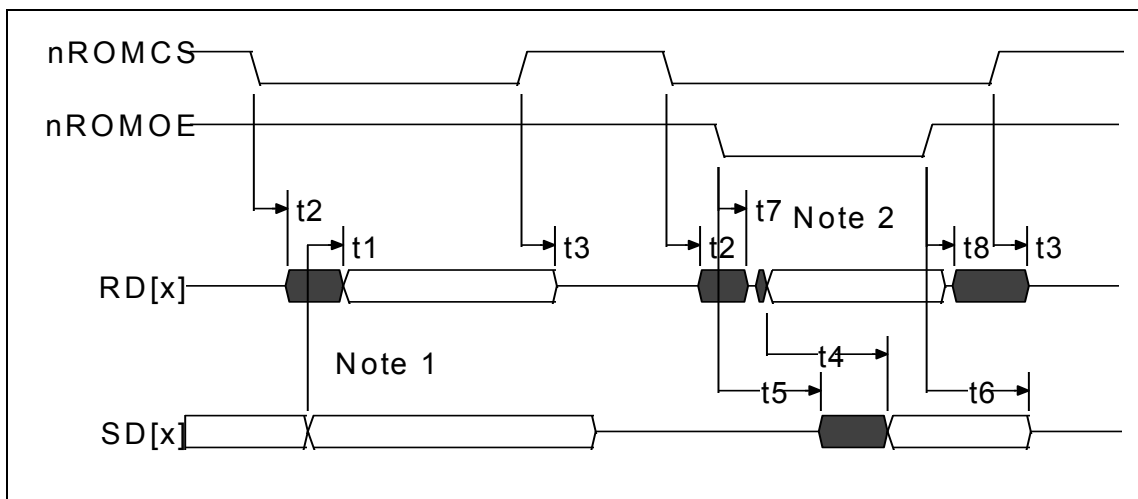 nROMCS
nROMOE
t2
t7
Note 2
t1
t3
t2
t8
t3
RD[x]
Note 1
t4
t5
t6
SD[x]